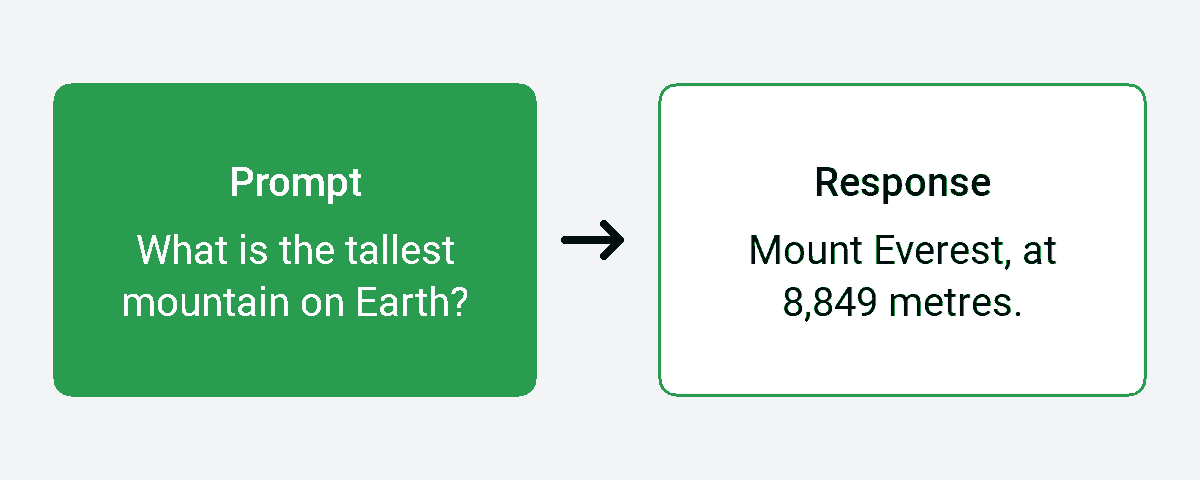 Prompt
What is the tallest
mountain on Earth?
Response
Mount Everest, at
8,849 metres.